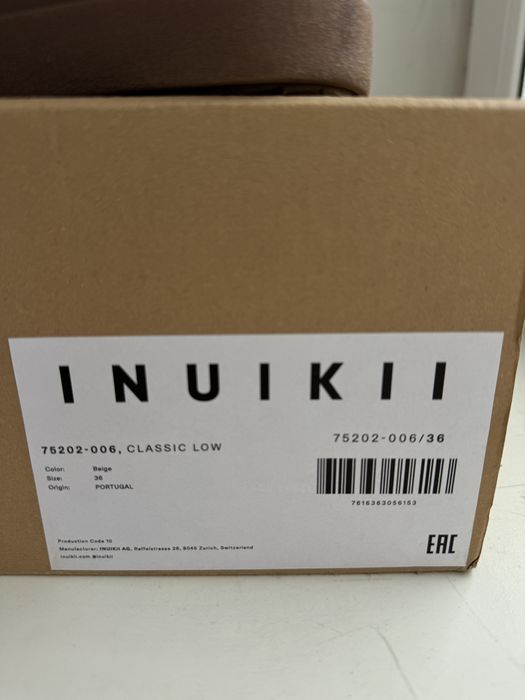 INUIKII
75202-006, CLASSIC LOW
75202-006/36
Color: Beige
Size: 36
Origin: PORTUGAL
7616363056153
Production Code 10
Manufacturer: INUIKII AG, Raffelstrasse 25, 8045 Zurich, Switzerland
inuikii.com @inuikii
EAC